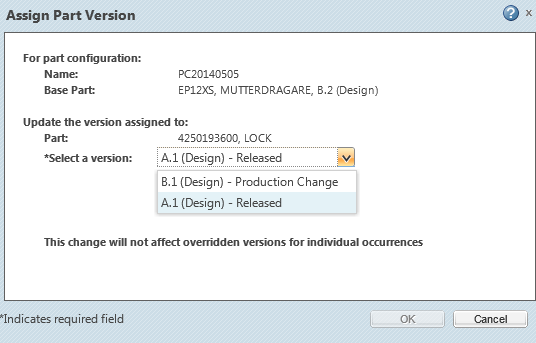 Assign Part Version
? x
For part configuration:
Name: PC20140505
Base Part: EP12XS, MUTTERDRAGARE, B.2 (Design)
Update the version assigned to:
Part: 4250193600, LOCK
*Select a version: A.1 (Design) - Released
B.1 (Design) - Production Change
A.1 (Design) - Released
This change will not affect overridden versions for individual occurrences
*Indicates required field
OK Cancel